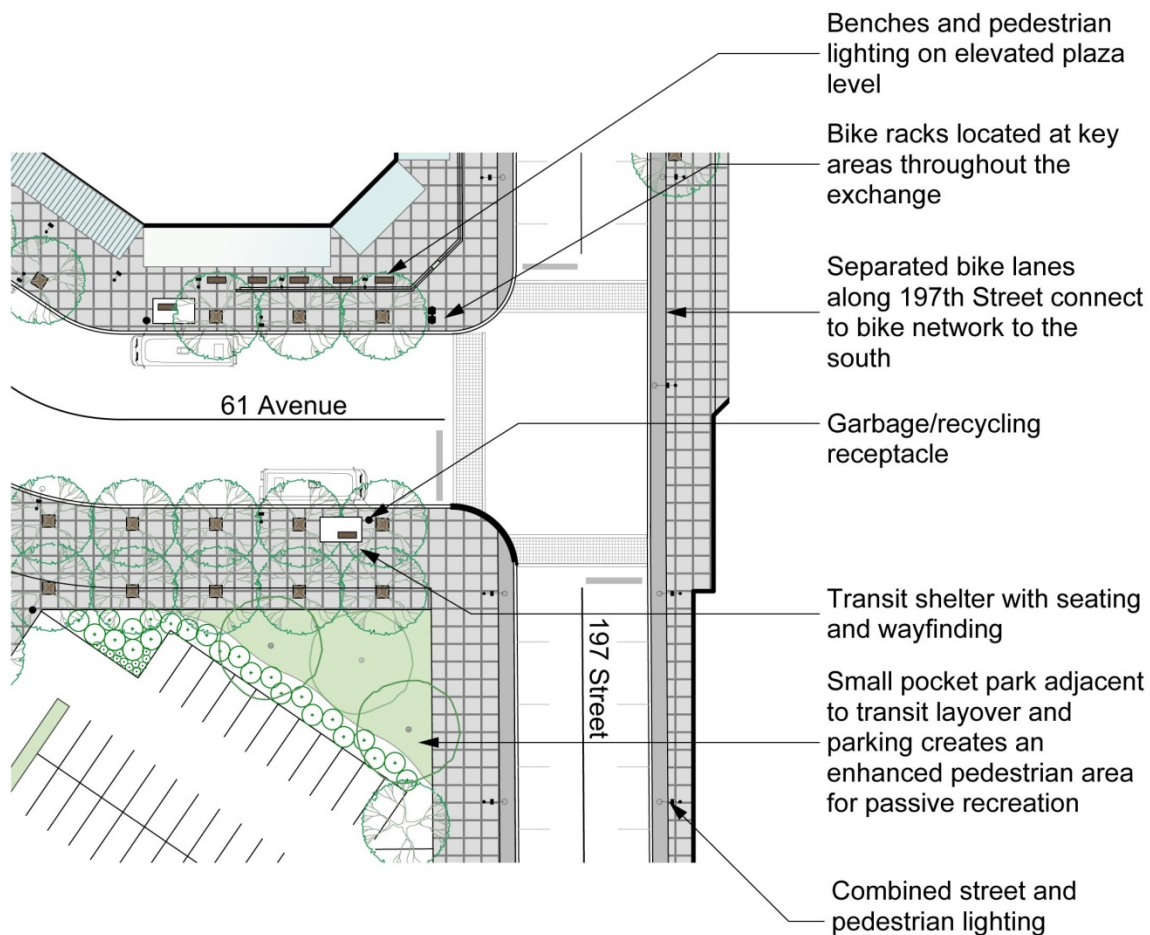 Benches and pedestrian
lighting on elevated plaza
level
Bike racks located at key
areas throughout the
exchange
Separated bike lanes
along 197th Street connect
to bike network to the
south
61 Avenue
Garbage/recycling
receptacle
Transit shelter with seating
and wayfinding
197 Street
Small pocket park adjacent
to transit layover and
parking creates an
enhanced pedestrian area
for passive recreation
Combined street and
pedestrian lighting